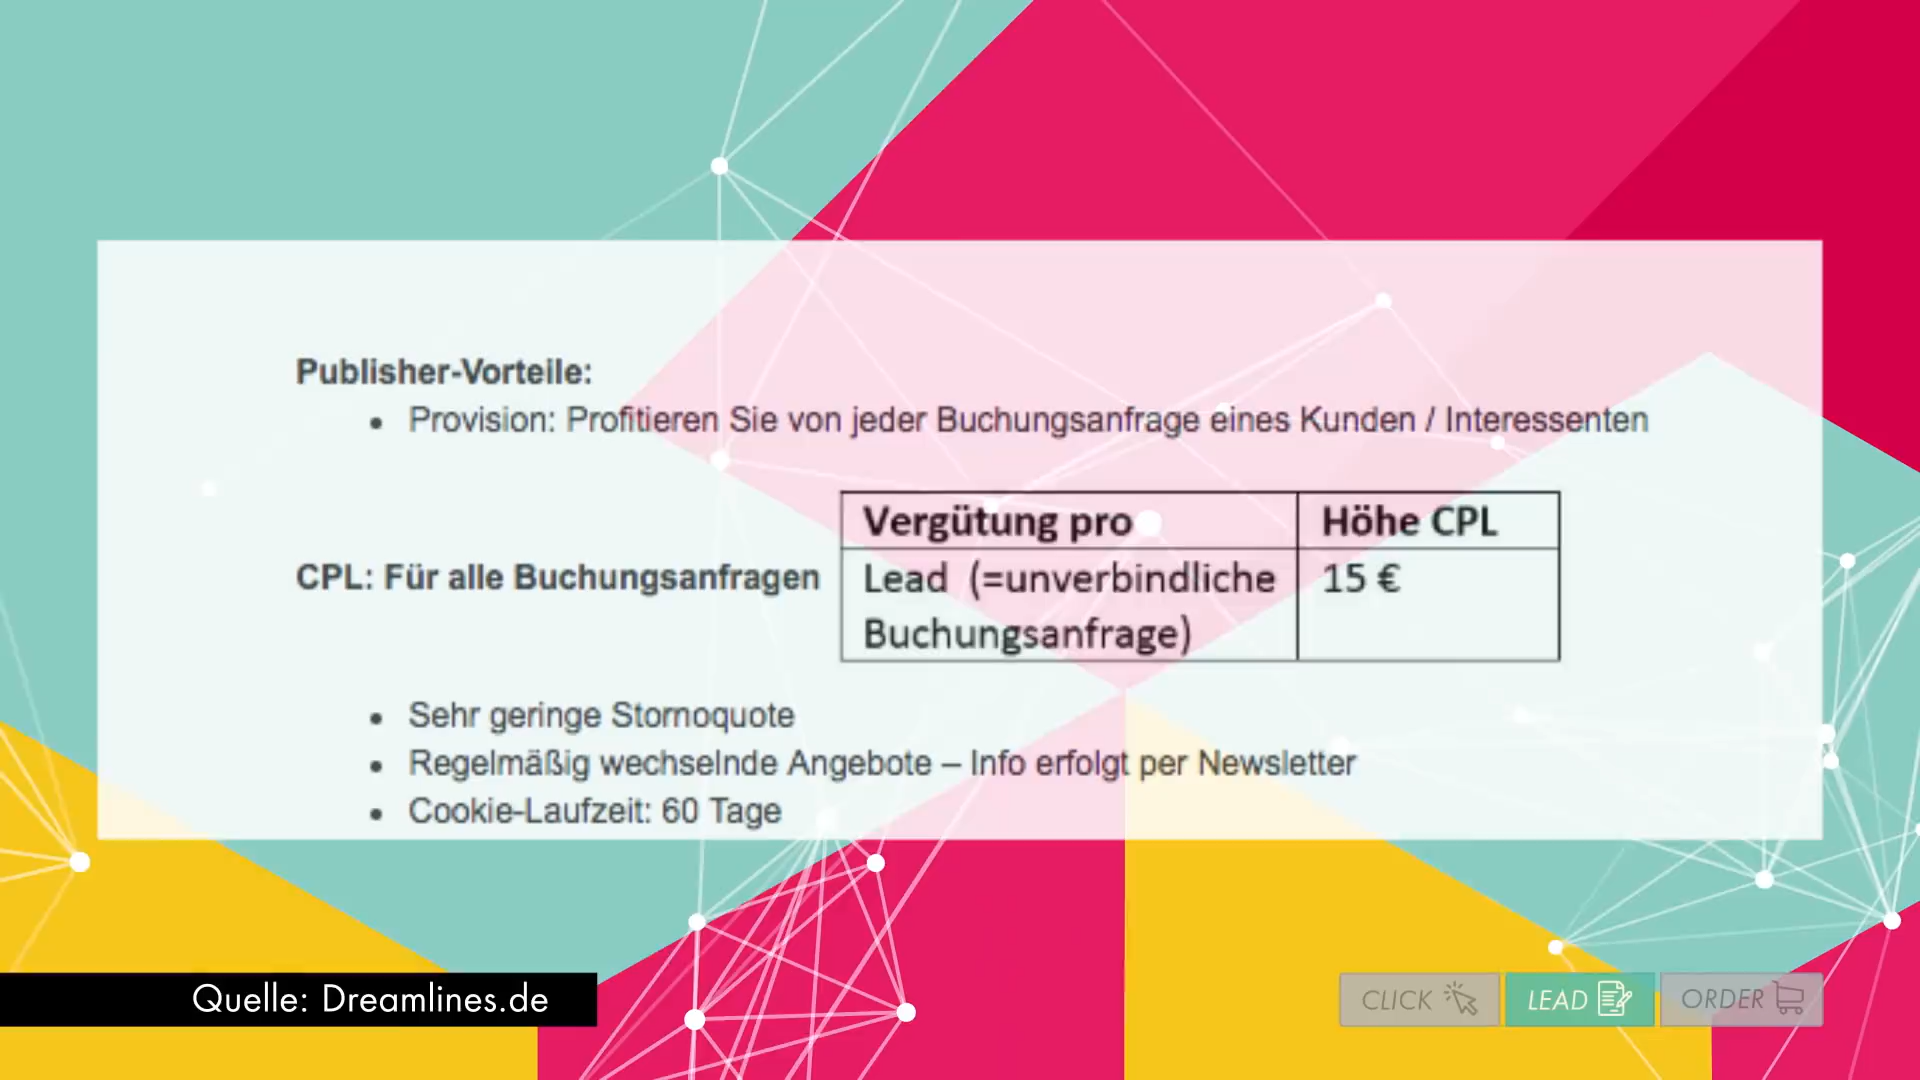 Publisher-Vorteile:
• Provision: Profitieren Sie von jeder Buchungsanfrage eines Kunden / Interessenten
Vergütung pro Höhe CPL
CPL: Für alle Buchungsanfragen
Lead (=unverbindliche 15 €
Buchungsanfrage)
• Sehr geringe Stornoquote
• Regelmäßig wechselnde Angebote – Info erfolgt per Newsletter
• Cookie-Laufzeit: 60 Tage
Quelle: Dreamlines.de
CLICK LEAD ORDER